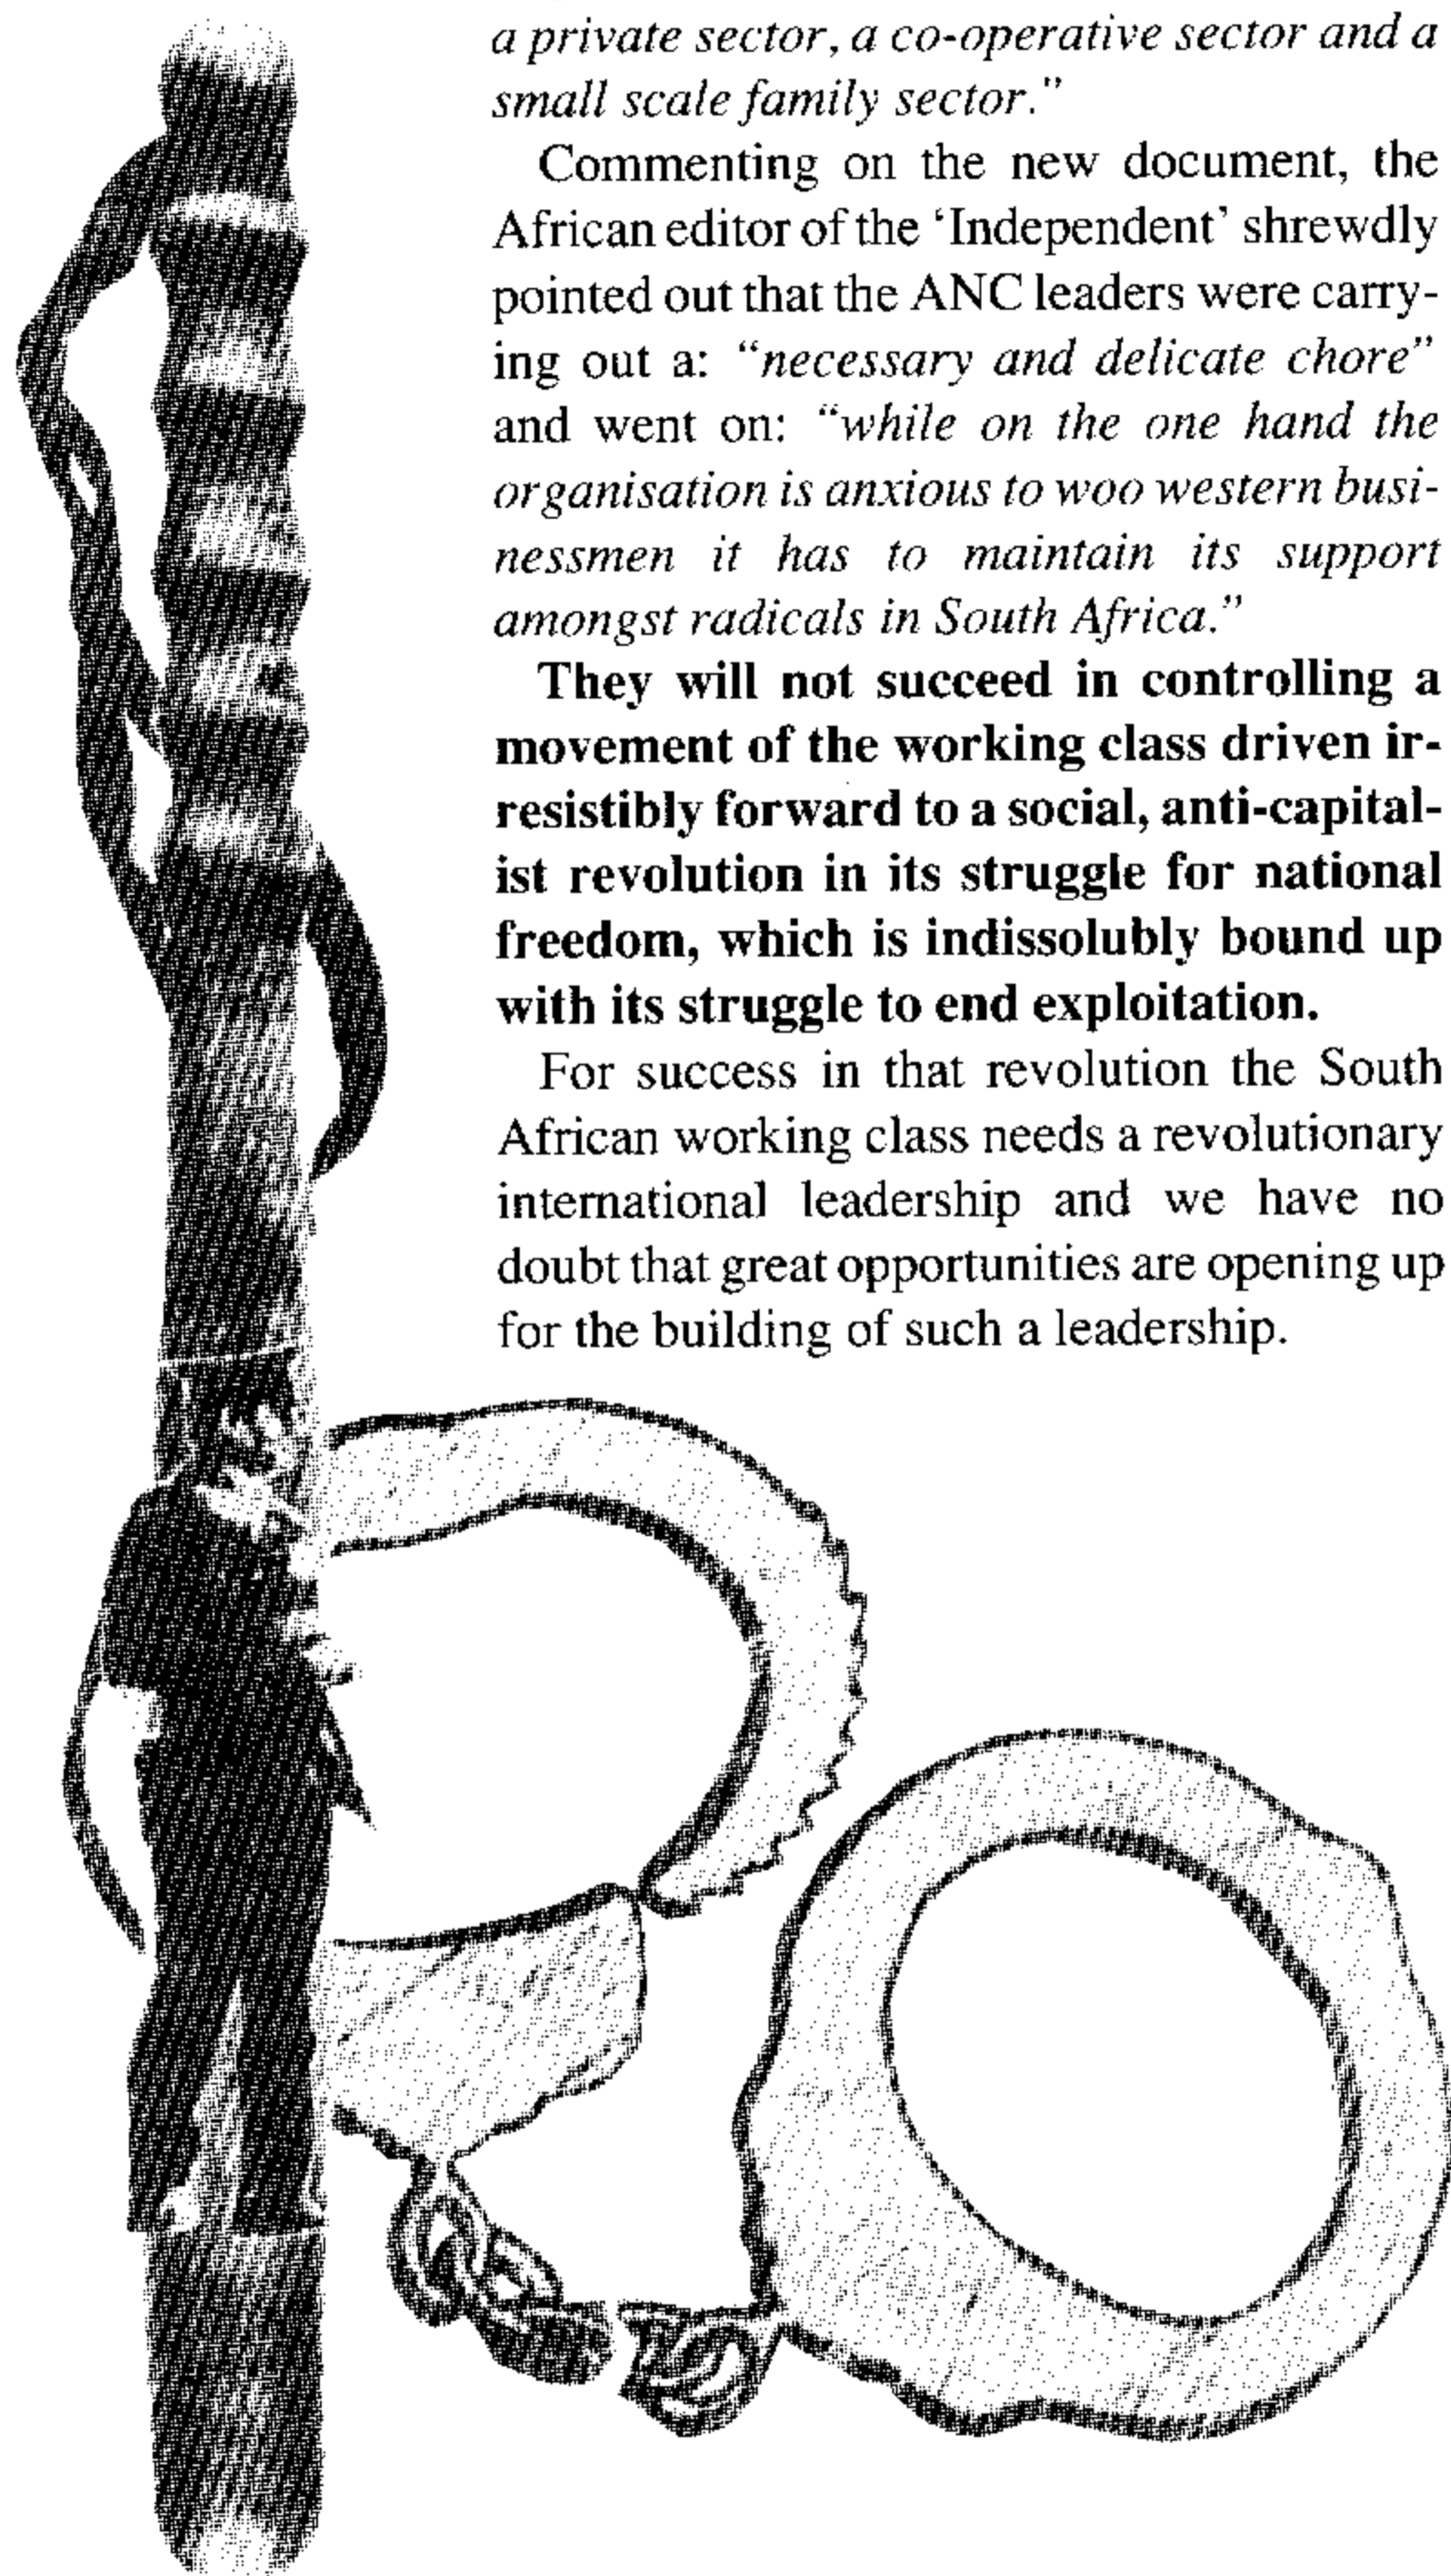 a private sector, a co-operative sector and a
small scale family sector."
Commenting on the new document, the
African editor of the ‘Independent’ shrewdly
pointed out that the ANC leaders were carry-
ing out a: “necessary and delicate chore”
and went on: “while on the one hand the
organisation is anxious to woo western busi-
nessmen it has to maintain its support
amongst radicals in South Africa.”
They will not succeed in controlling a
movement of the working class driven ir-
resistibly forward to a social, anti-capital-
ist revolution in its struggle for national
freedom, which is indissolubly bound up
with its struggle to end exploitation.
For success in that revolution the South
African working class needs a revolutionary
international leadership and we have no
doubt that great opportunities are opening up
for the building of such a leadership.